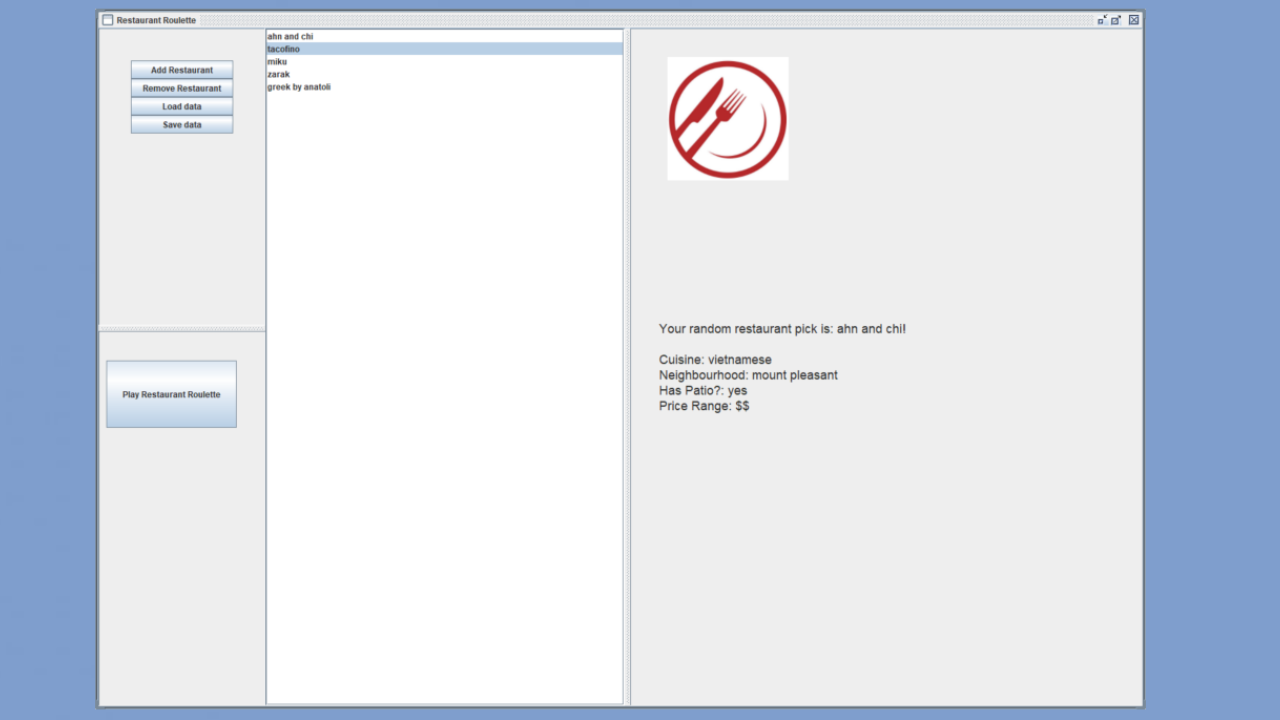 Restaurant Roulette
Add Restaurant
Remove Restaurant
Load data
Save data
Play Restaurant Roulette
ahn and chi
tacofino
miku
zarak
greek by anatoli
Your random restaurant pick is: ahn and chi!
Cuisine: vietnamese
Neighbourhood: mount pleasant
Has Patio?: yes
Price Range: $$